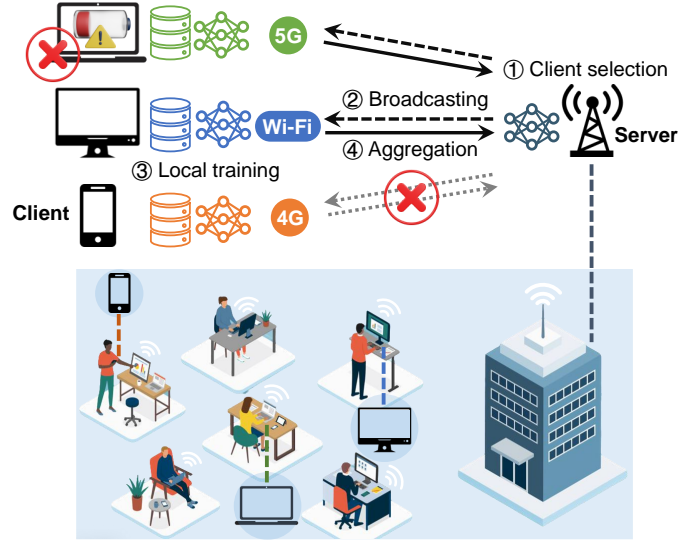 5G
① Client selection
② Broadcasting
Wi-Fi
Server
④ Aggregation
③ Local training
Client
4G